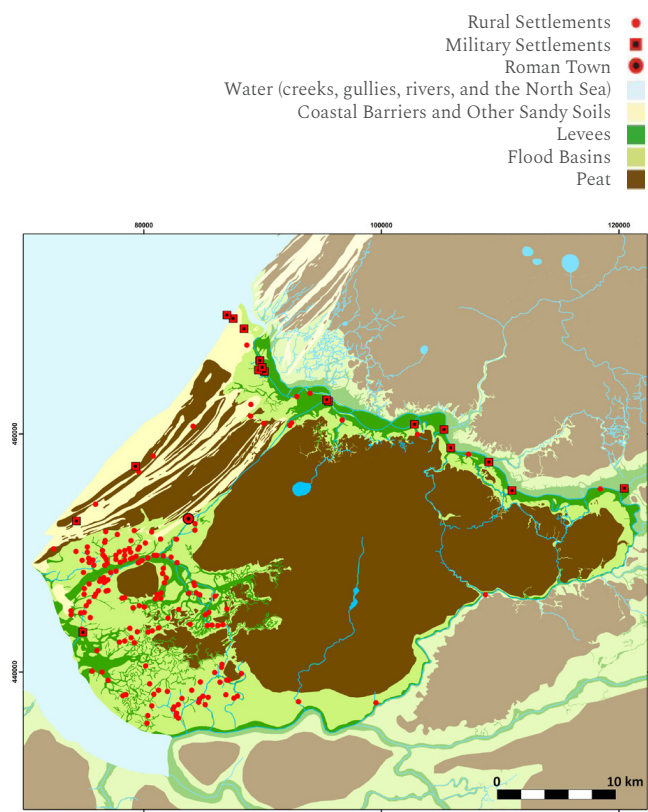 Rural Settlements
Military Settlements
Roman Town
Water (creeks, gullies, rivers, and the North Sea)
Coastal Barriers and Other Sandy Soils
Levees
Flood Basins
Peat
80000 100000 120000
460000
440000
0 10 km